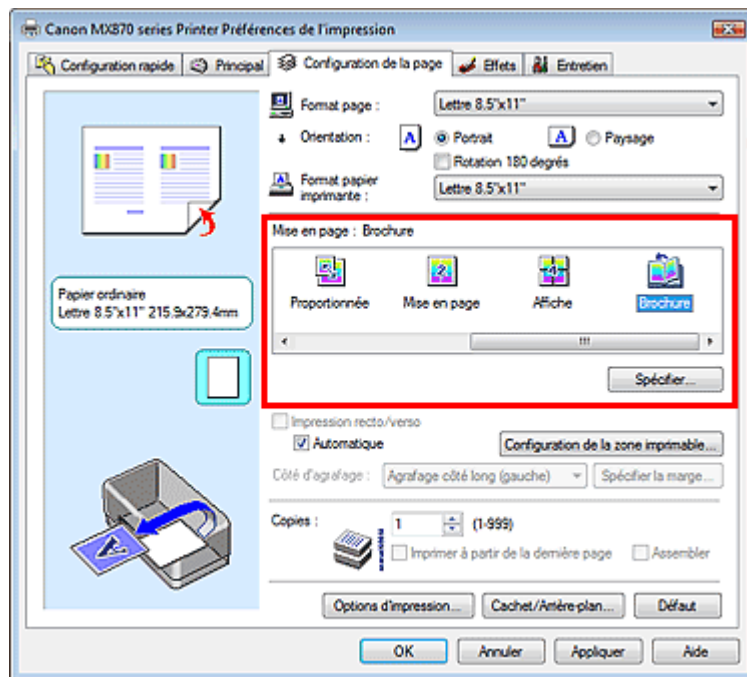 Canon MX870 series Printer Préférences de l'impression
Configuration rapide Principal Configuration de la page Effets Entretien
Format page : Lettre 8.5"x11"
Orientation : A Portrait A Paysage
Rotation 180 degrés
Format papier imprimante : Lettre 8.5"x11"
Mise en page : Brochure
Proportionnée Mise en page Affiche Brochure
Papier ordinaire
Lettre 8.5"x11" 215.9x279.4mm
Spécifier...
Impression recto/verso
Automatique Configuration de la zone imprimable...
Côté d'agrafage : Agrafage côté long (gauche) Spécifier la marge...
Copies : 1 (1-999)
Imprimer à partir de la dernière page Assembler
Options d'impression... Cachet/Arrière-plan... Défaut
OK Annuler Appliquer Aide